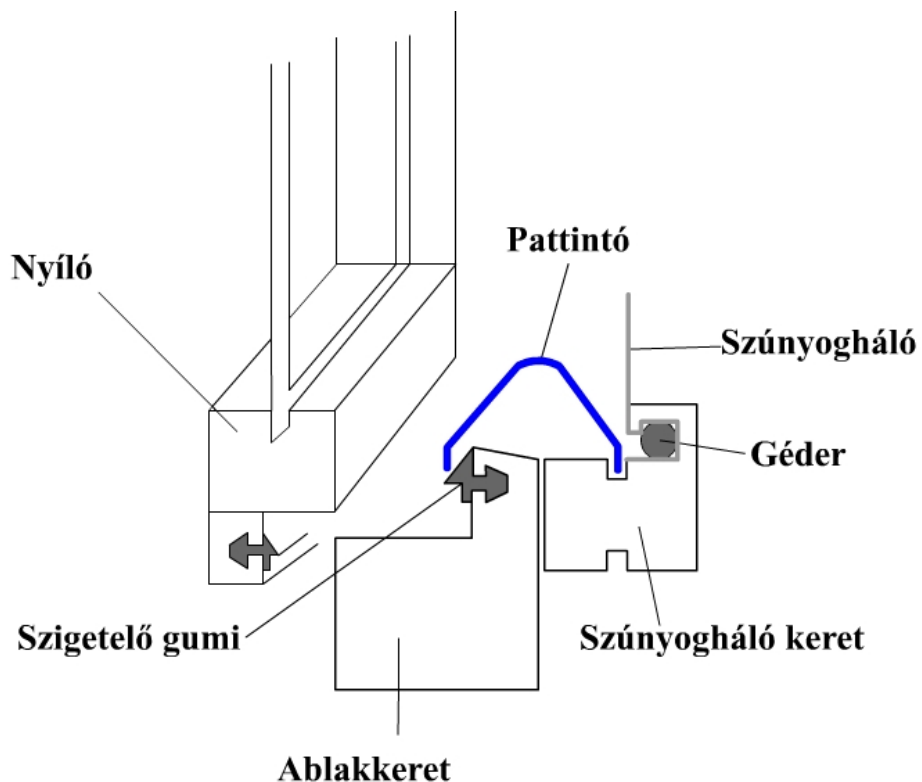 Pattintó
Nyíló
Szúnyogháló
Géder
Szigetelő gumi
Szúnyogháló keret
Ablakkeret